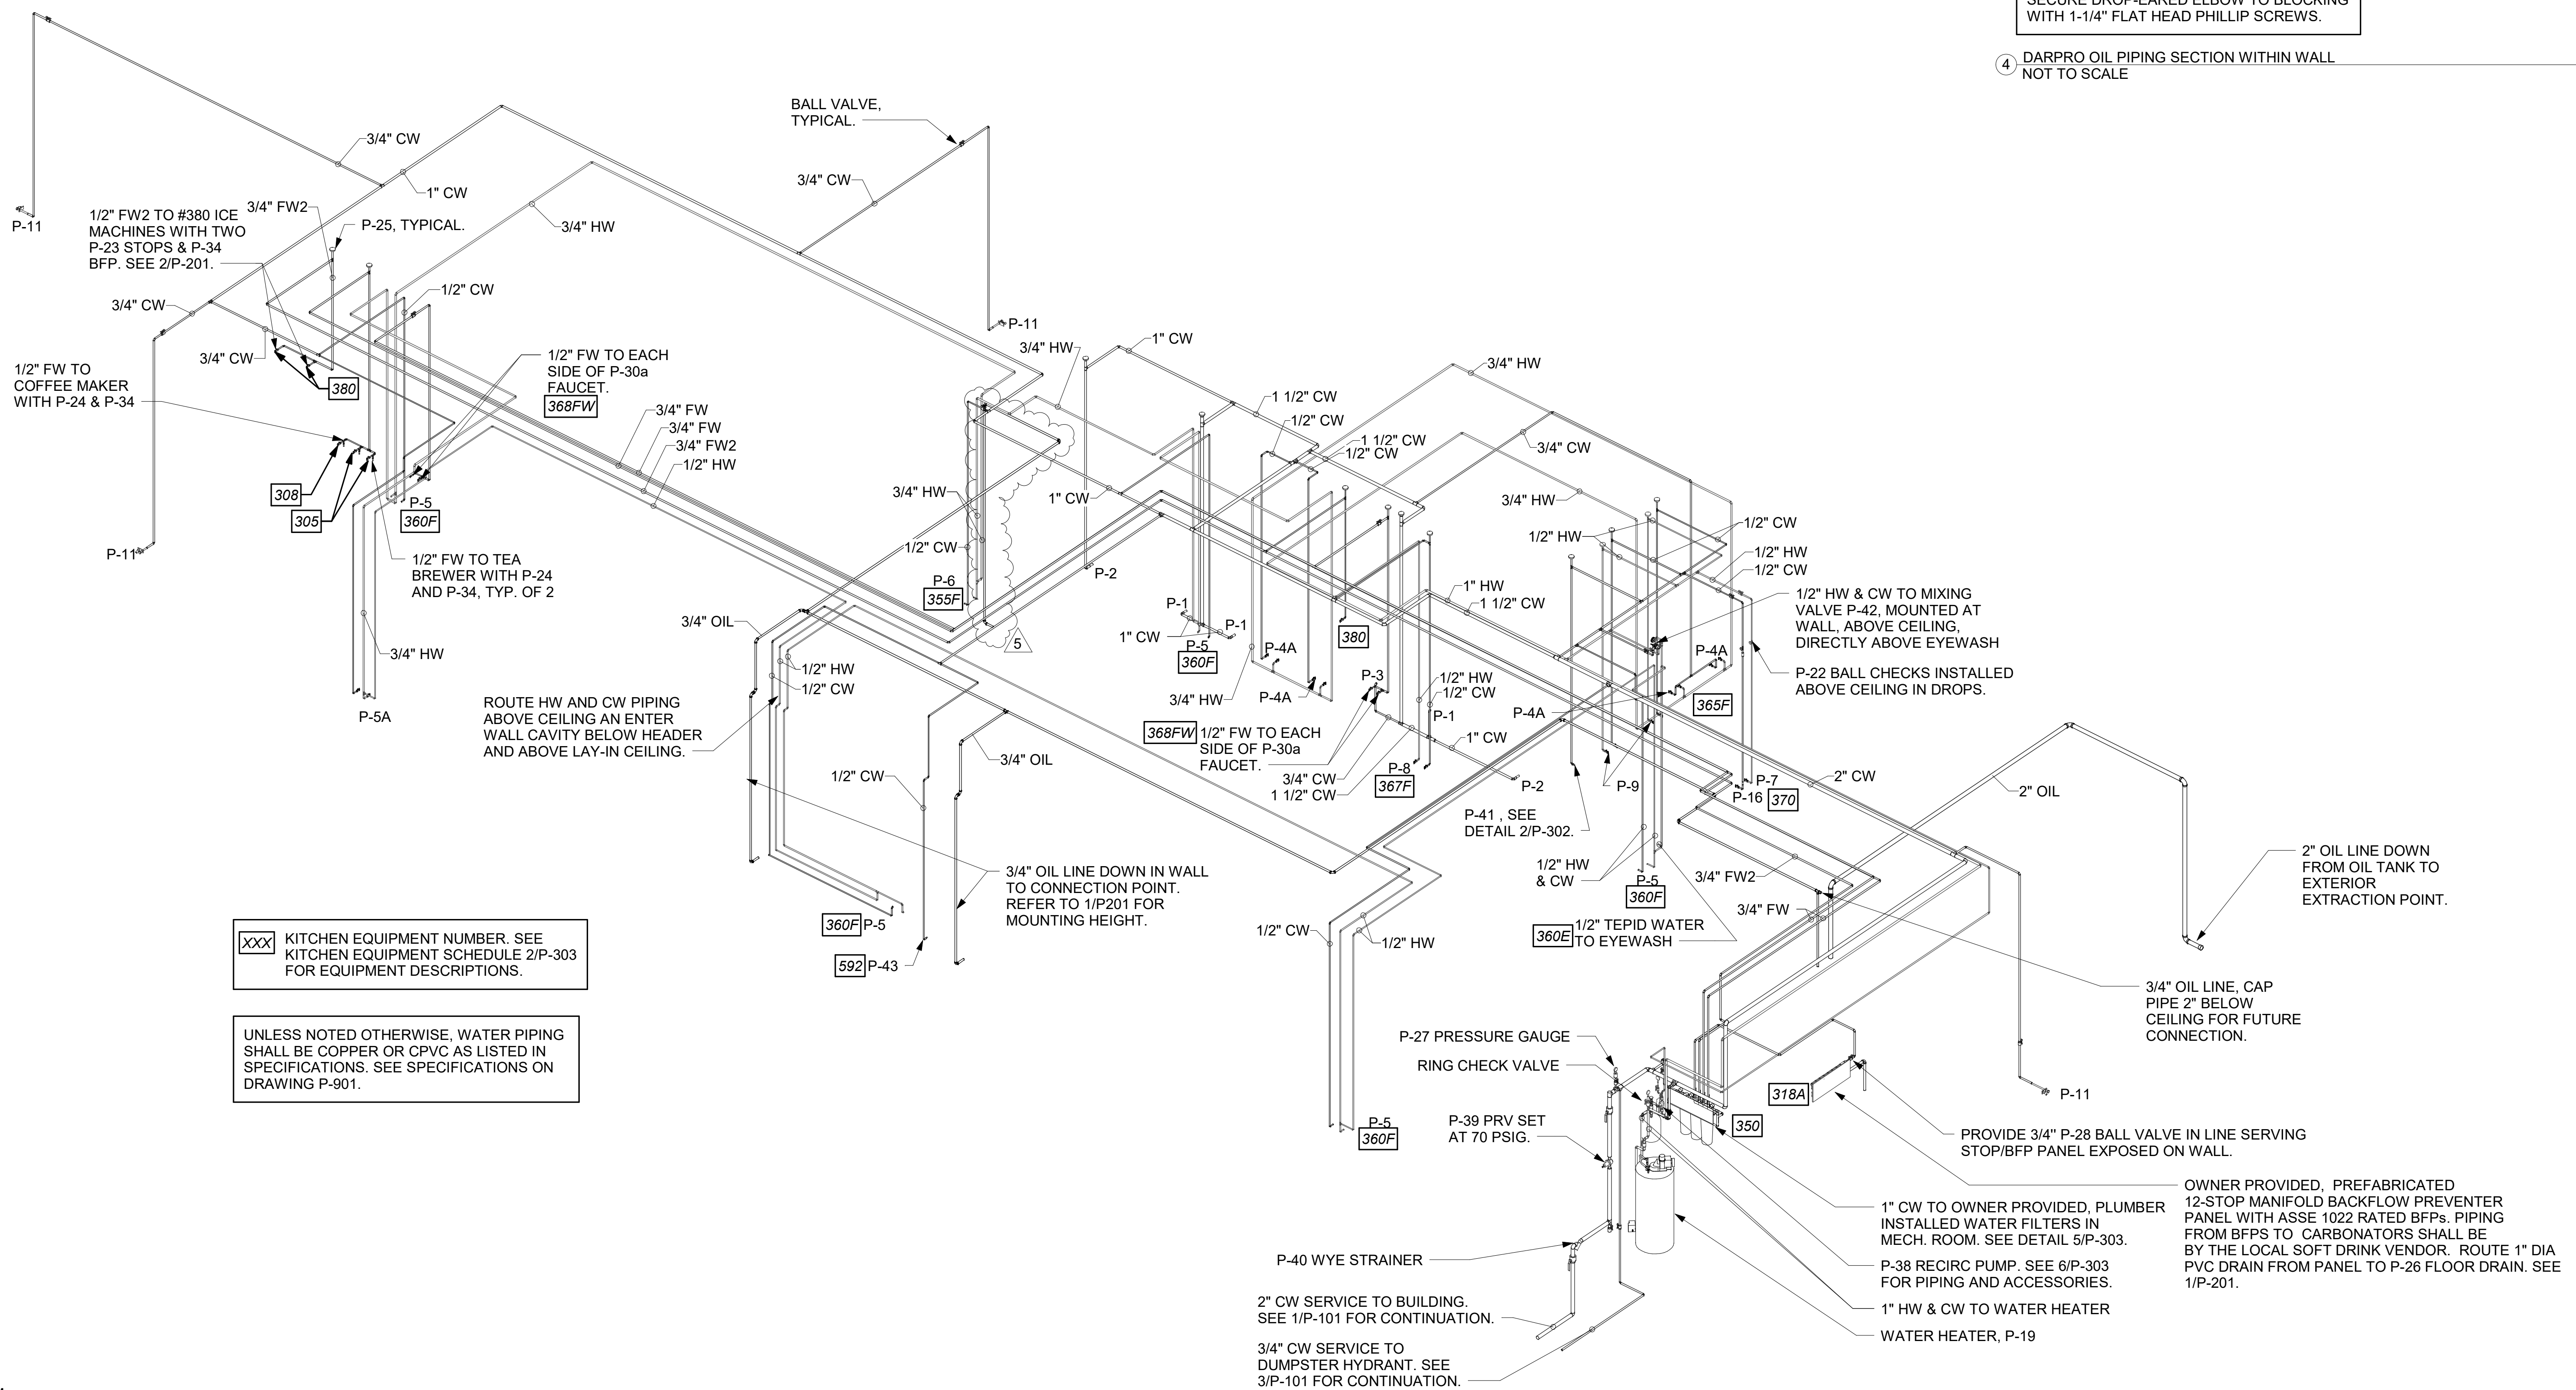 SECURE DROP-EARED ELBOW TO BLOCKING
WITH 1-1/4" FLAT HEAD PHILLIP SCREWS.
4
DARPRO OIL PIPING SECTION WITHIN WALL
NOT TO SCALE
BALL VALVE,
TYPICAL.
3/4" CW
1" CW
3/4" CW
P-11
1/2" FW2 TO #380 ICE
MACHINES WITH TWO
P-23 STOPS & P-34
BFP. SEE 2/P-201.
3/4" FW2
P-25, TYPICAL.
3/4" HW
3/4" CW
1/2" CW
P-11
3/4" CW
1/2" FW TO
COFFEE MAKER
WITH P-24 & P-34
380
1/2" FW TO EACH
SIDE OF P-30a
FAUCET.
368FW
3/4" FW
3/4" FW
3/4" FW2
1/2" HW
308
305
P-5
360F
P-11
1/2" FW TO TEA
BREWER WITH P-24
AND P-34, TYP. OF 2
3/4" HW
P-5A
3/4" HW
1" CW
3/4" HW
1 1/2" CW
1/2" CW
1 1/2" CW
1/2" CW
3/4" CW
3/4" HW
1" CW
3/4" HW
1/2" CW
P-6
355F
5
P-2
P-1
P-1
1" CW
P-5
360F
P-4A
3/4" HW
P-4A
380
P-3
1" HW
1 1/2" CW
1/2" HW
1/2" CW
P-1
1" CW
368FW
1/2" FW TO EACH
SIDE OF P-30a
FAUCET.
3/4" CW
1 1/2" CW
P-8
367F
P-2
1/2" CW
1/2" HW
1/2" HW
1/2" CW
1/2" HW & CW TO MIXING
VALVE P-42, MOUNTED AT
WALL, ABOVE CEILING,
DIRECTLY ABOVE EYEWASH
P-4A
P-22 BALL CHECKS INSTALLED
ABOVE CEILING IN DROPS.
P-4A
365F
P-7
P-16
370
2" CW
P-9
P-41 , SEE
DETAIL 2/P-302.
1/2" HW
& CW
P-5
360F
3/4" FW2
3/4" FW
360E
1/2" TEPID WATER
TO EYEWASH
2" OIL
2" OIL LINE DOWN
FROM OIL TANK TO
EXTERIOR
EXTRACTION POINT.
3/4" OIL
1/2" HW
1/2" CW
ROUTE HW AND CW PIPING
ABOVE CEILING AN ENTER
WALL CAVITY BELOW HEADER
AND ABOVE LAY-IN CEILING.
3/4" OIL
1/2" CW
3/4" OIL LINE DOWN IN WALL
TO CONNECTION POINT.
REFER TO 1/P201 FOR
MOUNTING HEIGHT.
360F
P-5
592
P-43
1/2" CW
1/2" HW
P-5
360F
XXX
KITCHEN EQUIPMENT NUMBER. SEE
KITCHEN EQUIPMENT SCHEDULE 2/P-303
FOR EQUIPMENT DESCRIPTIONS.
UNLESS NOTED OTHERWISE, WATER PIPING
SHALL BE COPPER OR CPVC AS LISTED IN
SPECIFICATIONS. SEE SPECIFICATIONS ON
DRAWING P-901.
3/4" OIL LINE, CAP
PIPE 2" BELOW
CEILING FOR FUTURE
CONNECTION.
P-27 PRESSURE GAUGE
RING CHECK VALVE
P-39 PRV SET
AT 70 PSIG.
318A
350
P-11
PROVIDE 3/4" P-28 BALL VALVE IN LINE SERVING
STOP/BFP PANEL EXPOSED ON WALL.
OWNER PROVIDED, PREFABRICATED
12-STOP MANIFOLD BACKFLOW PREVENTER
PANEL WITH ASSE 1022 RATED BFPs. PIPING
FROM BFPS TO CARBONATORS SHALL BE
BY THE LOCAL SOFT DRINK VENDOR. ROUTE 1" DIA
PVC DRAIN FROM PANEL TO P-26 FLOOR DRAIN. SEE
1/P-201.
1" CW TO OWNER PROVIDED, PLUMBER
INSTALLED WATER FILTERS IN
MECH. ROOM. SEE DETAIL 5/P-303.
P-38 RECIRC PUMP. SEE 6/P-303
FOR PIPING AND ACCESSORIES.
1" HW & CW TO WATER HEATER
WATER HEATER, P-19
P-40 WYE STRAINER
2" CW SERVICE TO BUILDING.
SEE 1/P-101 FOR CONTINUATION.
3/4" CW SERVICE TO
DUMPSTER HYDRANT. SEE
3/P-101 FOR CONTINUATION.